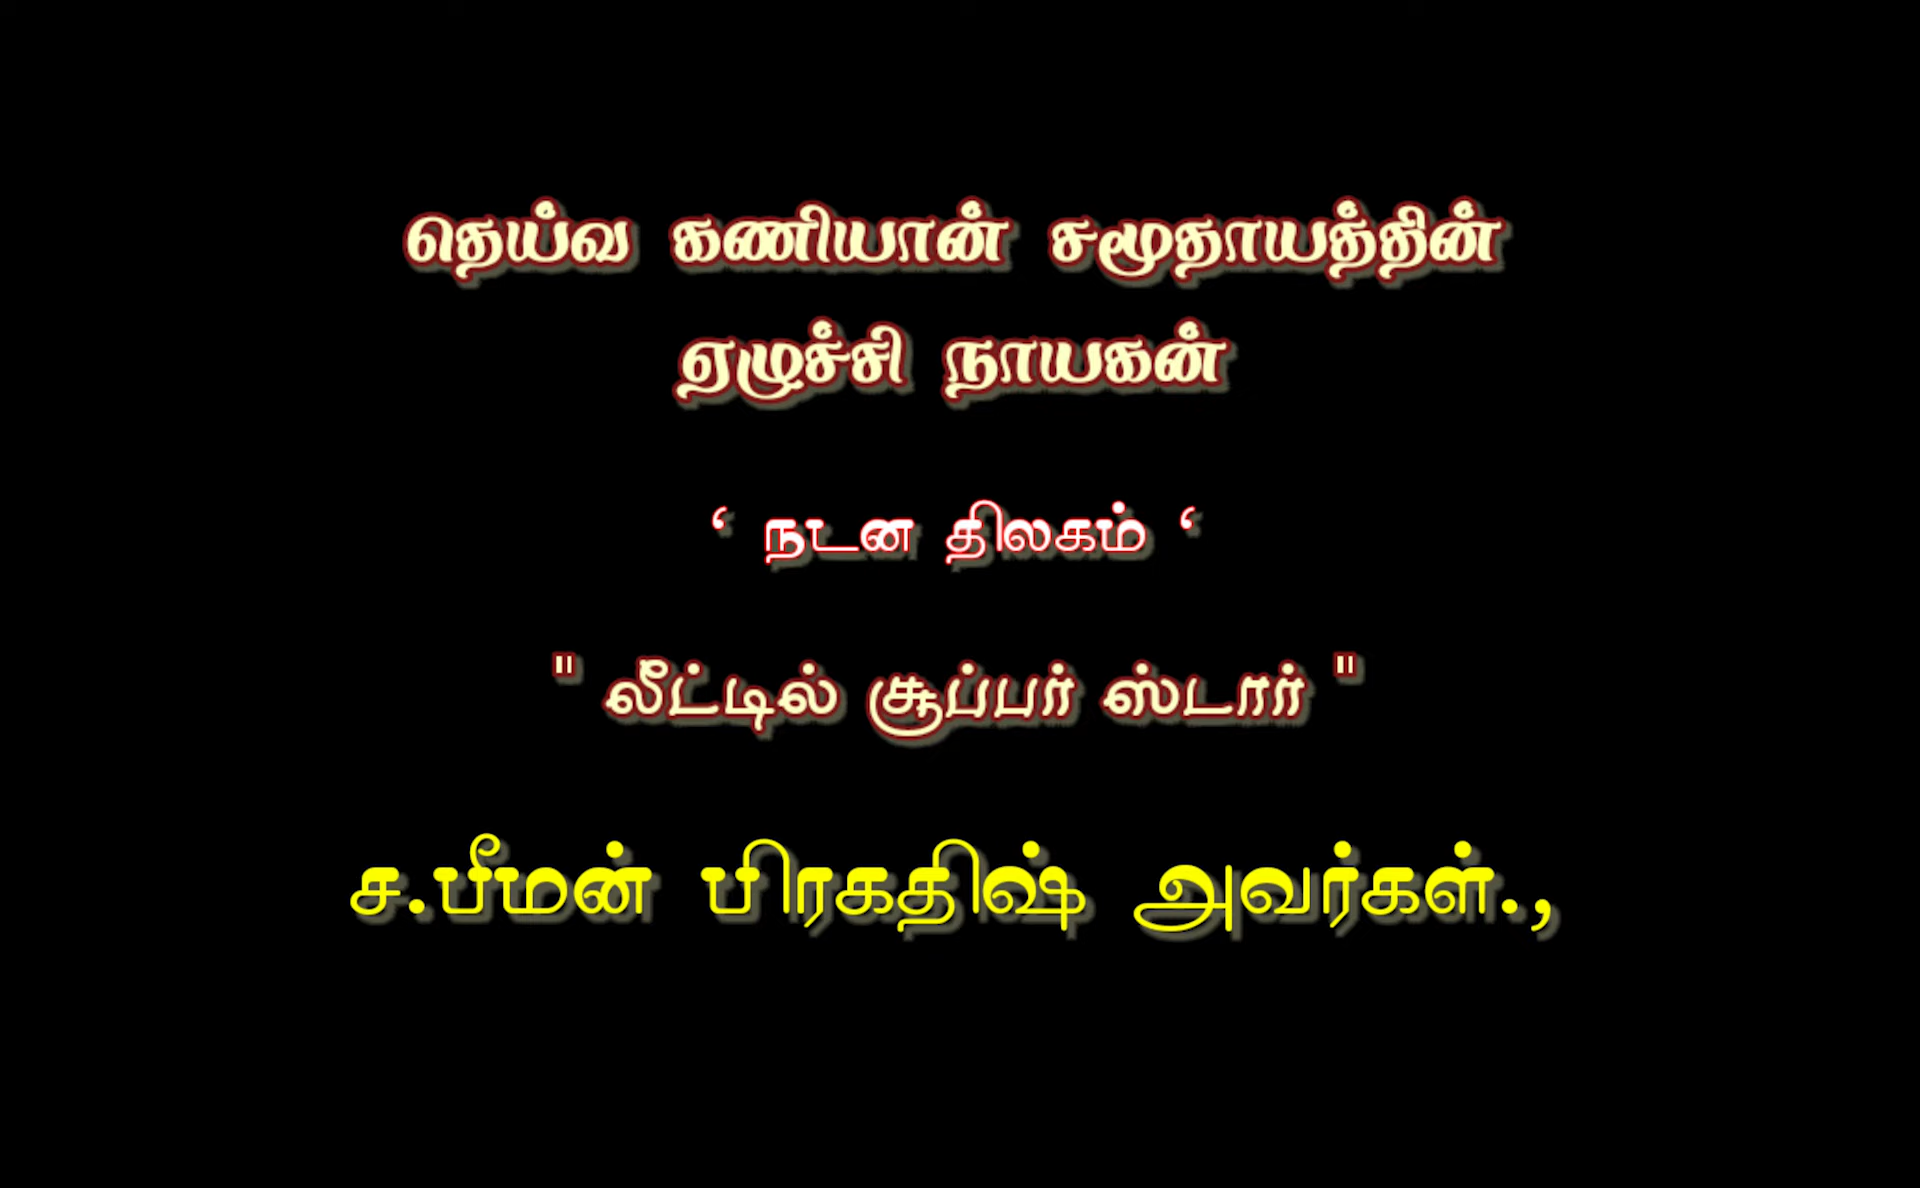 தெய்வ கணியான் சமூதாயத்தின்
ஏழுச்சி நாயகன்
‘ நடன திலகம் ‘
" லீட்டில் சூப்பர் ஸ்டார் "
ச.பீமன் பிரகதிஷ் அவர்கள்.,